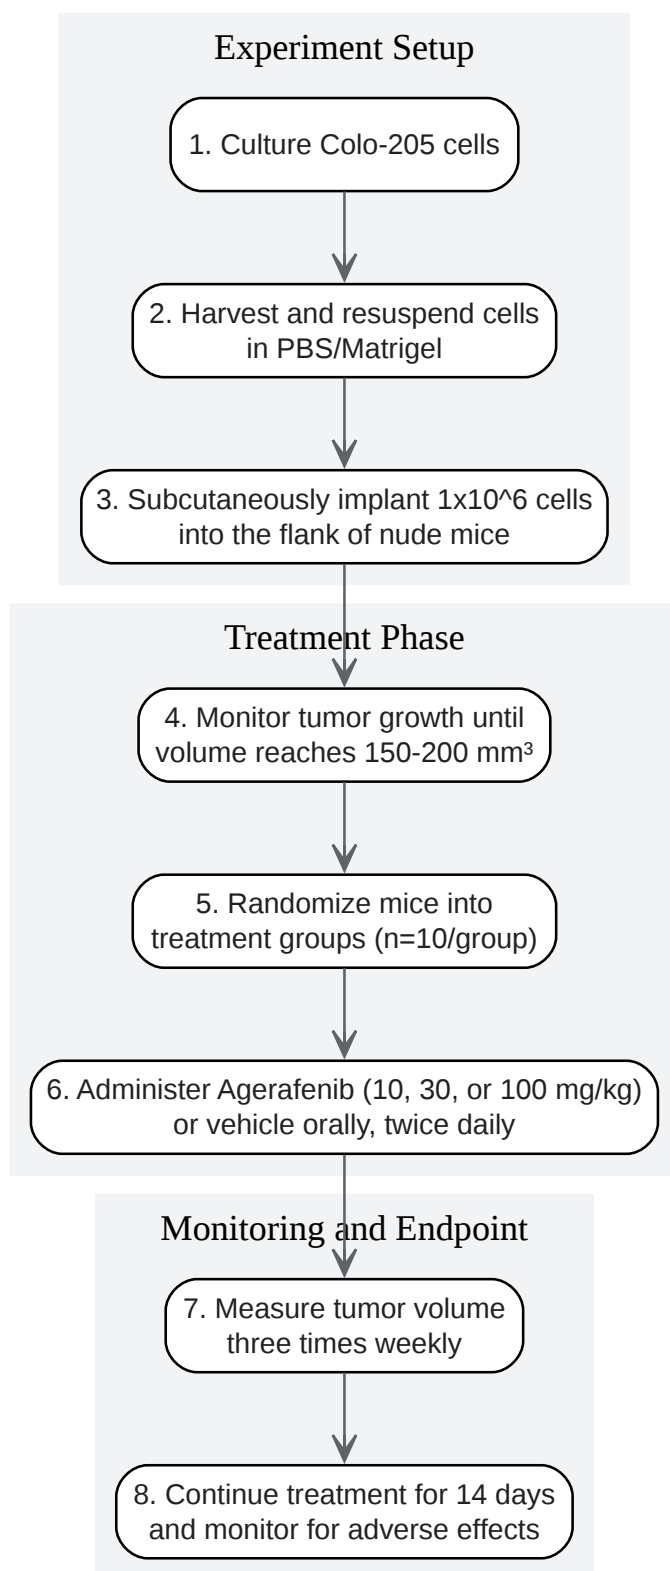 Experiment Setup
1. Culture Colo-205 cells
2. Harvest and resuspend cells
in PBS/Matrigel
3. Subcutaneously implant 1x10^6 cells
into the flank of nude mice
Treatment Phase
4. Monitor tumor growth until
volume reaches 150-200 mm³
5. Randomize mice into
treatment groups (n=10/group)
6. Administer Agerafenib (10, 30, or 100 mg/kg)
or vehicle orally, twice daily
Monitoring and Endpoint
7. Measure tumor volume
three times weekly
8. Continue treatment for 14 days
and monitor for adverse effects